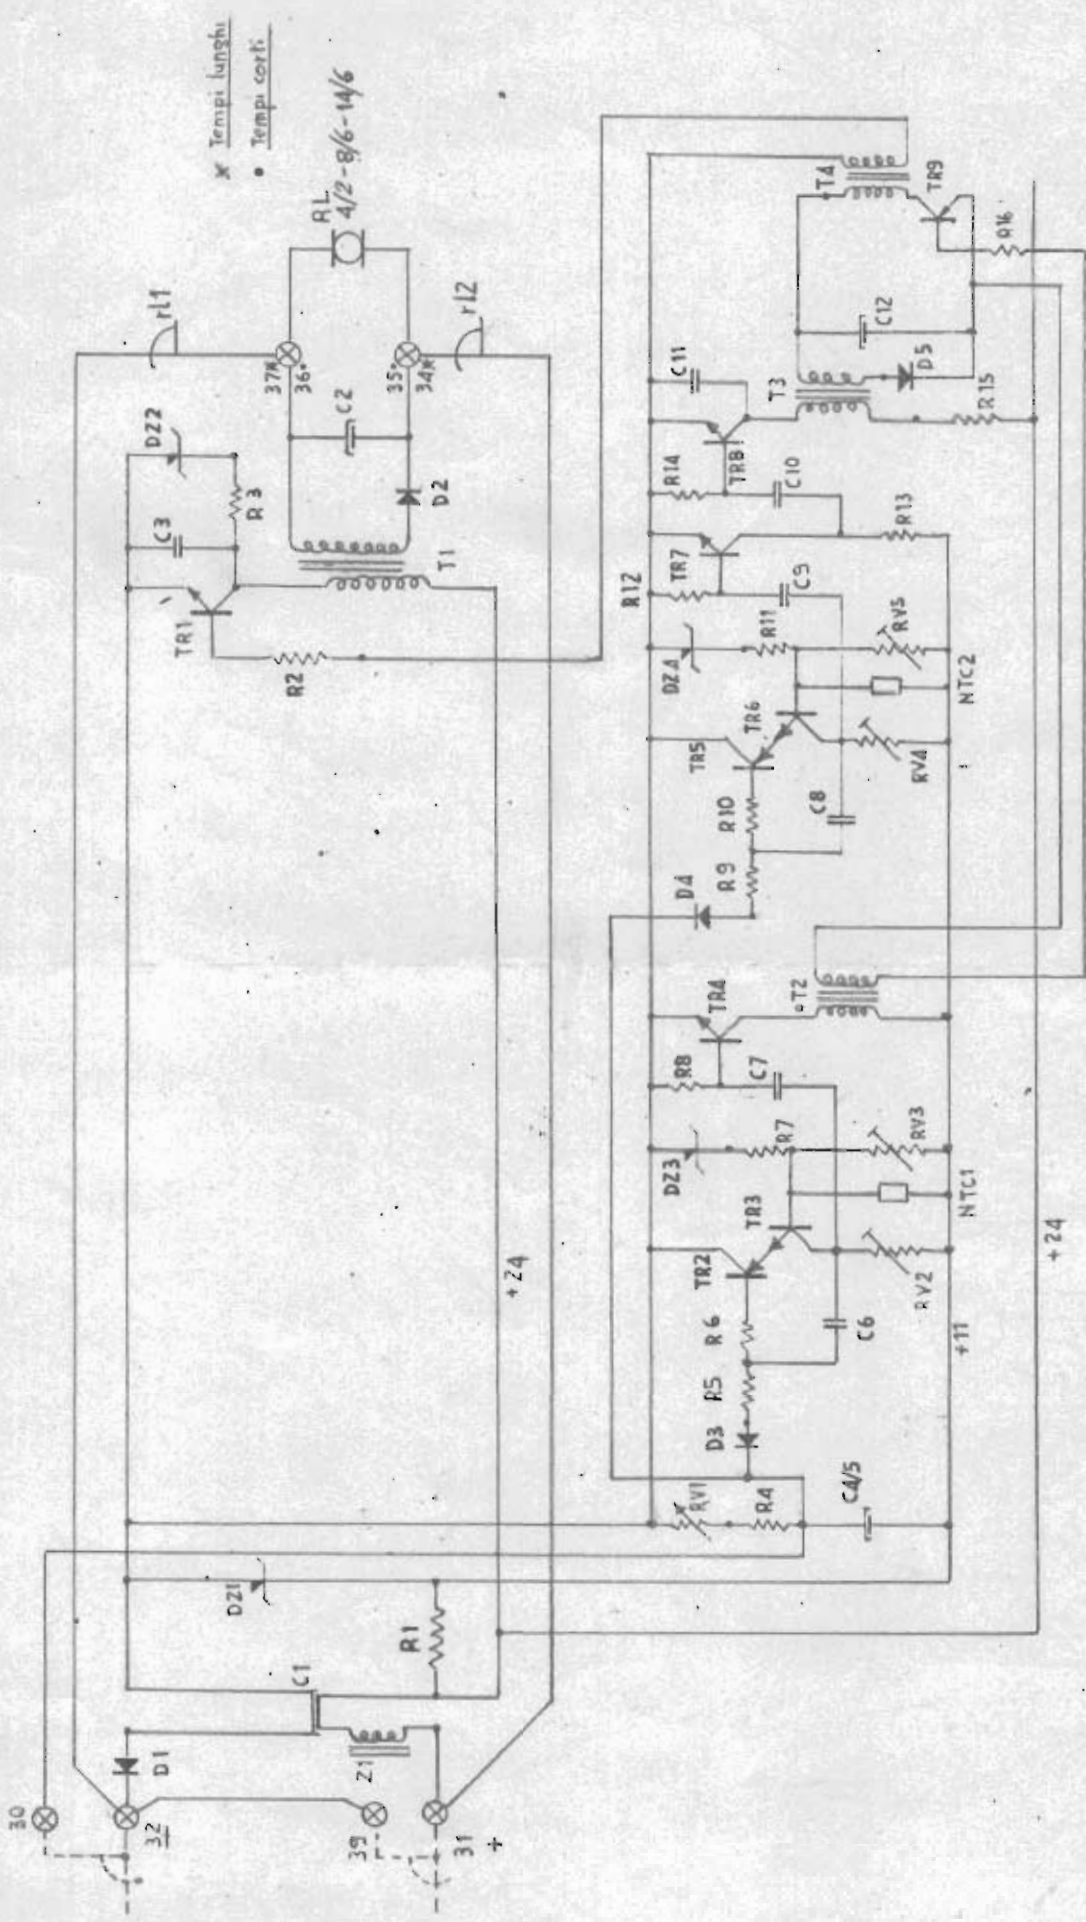 * Tempi lunghi
• Tempi corti
RL
4/2-8/6-14/6
rl1
rl2
37*
36•
35•
34*
C2
D2
T1
DZ2
C3
R3
TR1
R2
+24
30
32
39
31
+
D1
Z1
C1
R1
DZ1
RV1
R4
C4/5
D3
R5
R6
C6
TR2
TR3
DZ3
R7
RV2
RV3
NTC1
+11
+24
R8
C7
TR4
T2
D4
R9
R10
C8
TR5
TR6
DZ4
R11
RV4
RV5
NTC2
R12
TR7
C9
R13
R14
C10
TR8
C11
T3
R15
D5
C12
T4
TR9
R16